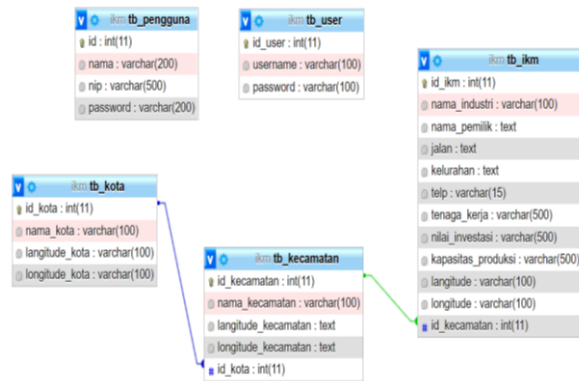 ikm tb_pengguna
id : int(11)
nama : varchar(200)
nip : varchar(500)
password : varchar(200)
ikm tb_user
id_user : int(11)
username : varchar(100)
password : varchar(100)
ikm tb_ikm
id_ikm : int(11)
nama_industri : varchar(100)
nama_pemilik : text
jalan : text
kelurahan : text
telp : varchar(15)
tenaga_kerja : varchar(500)
nilai_investasi : varchar(500)
kapasitas_produksi : varchar(500)
langitude : varchar(100)
longitude : varchar(100)
id_kecamatan : int(11)
ikm tb_kota
id_kota : int(11)
nama_kota : varchar(100)
langitude_kota : varchar(100)
longitude_kota : varchar(100)
ikm tb_kecamatan
id_kecamatan : int(11)
nama_kecamatan : varchar(100)
langitude_kecamatan : text
longitude_kecamatan : text
id_kota : int(11)